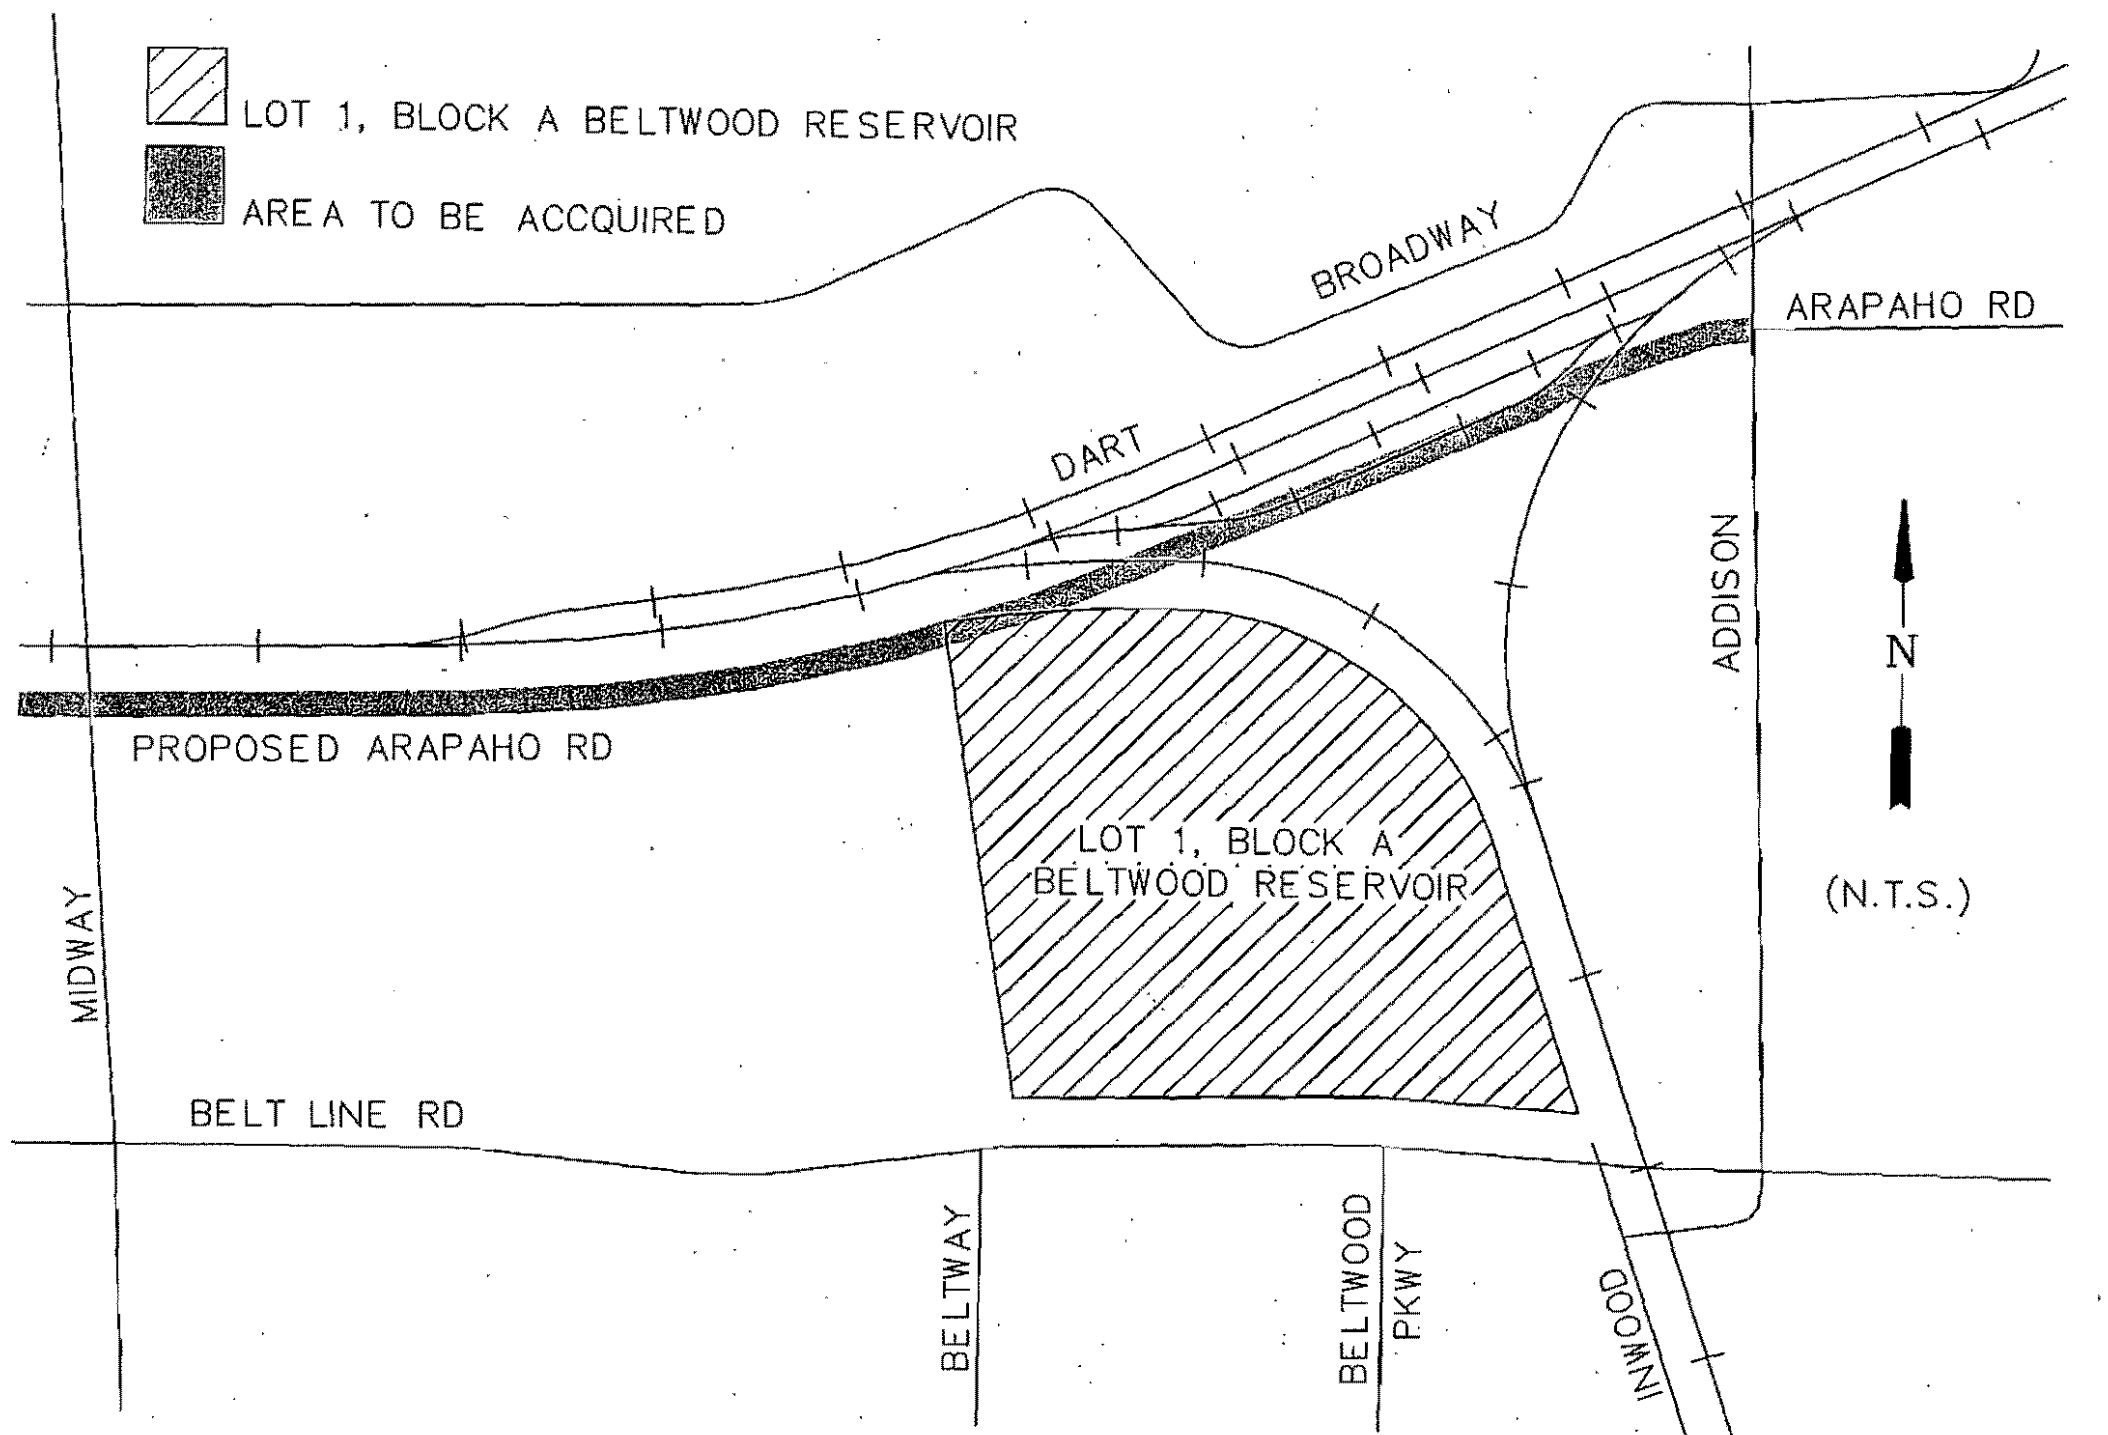 LOT 1, BLOCK A BELTWOOD RESERVOIR
AREA TO BE ACCQUIRED
BROADWAY
ARAPAHO RD
DART
ADDISON
N
PROPOSED ARAPAHO RD
LOT 1, BLOCK A
BELTWOOD RESERVOIR
(N.T.S.)
MIDWAY
BELT LINE RD
BELTWAY
BELTWOOD
PKWY
INWOOD